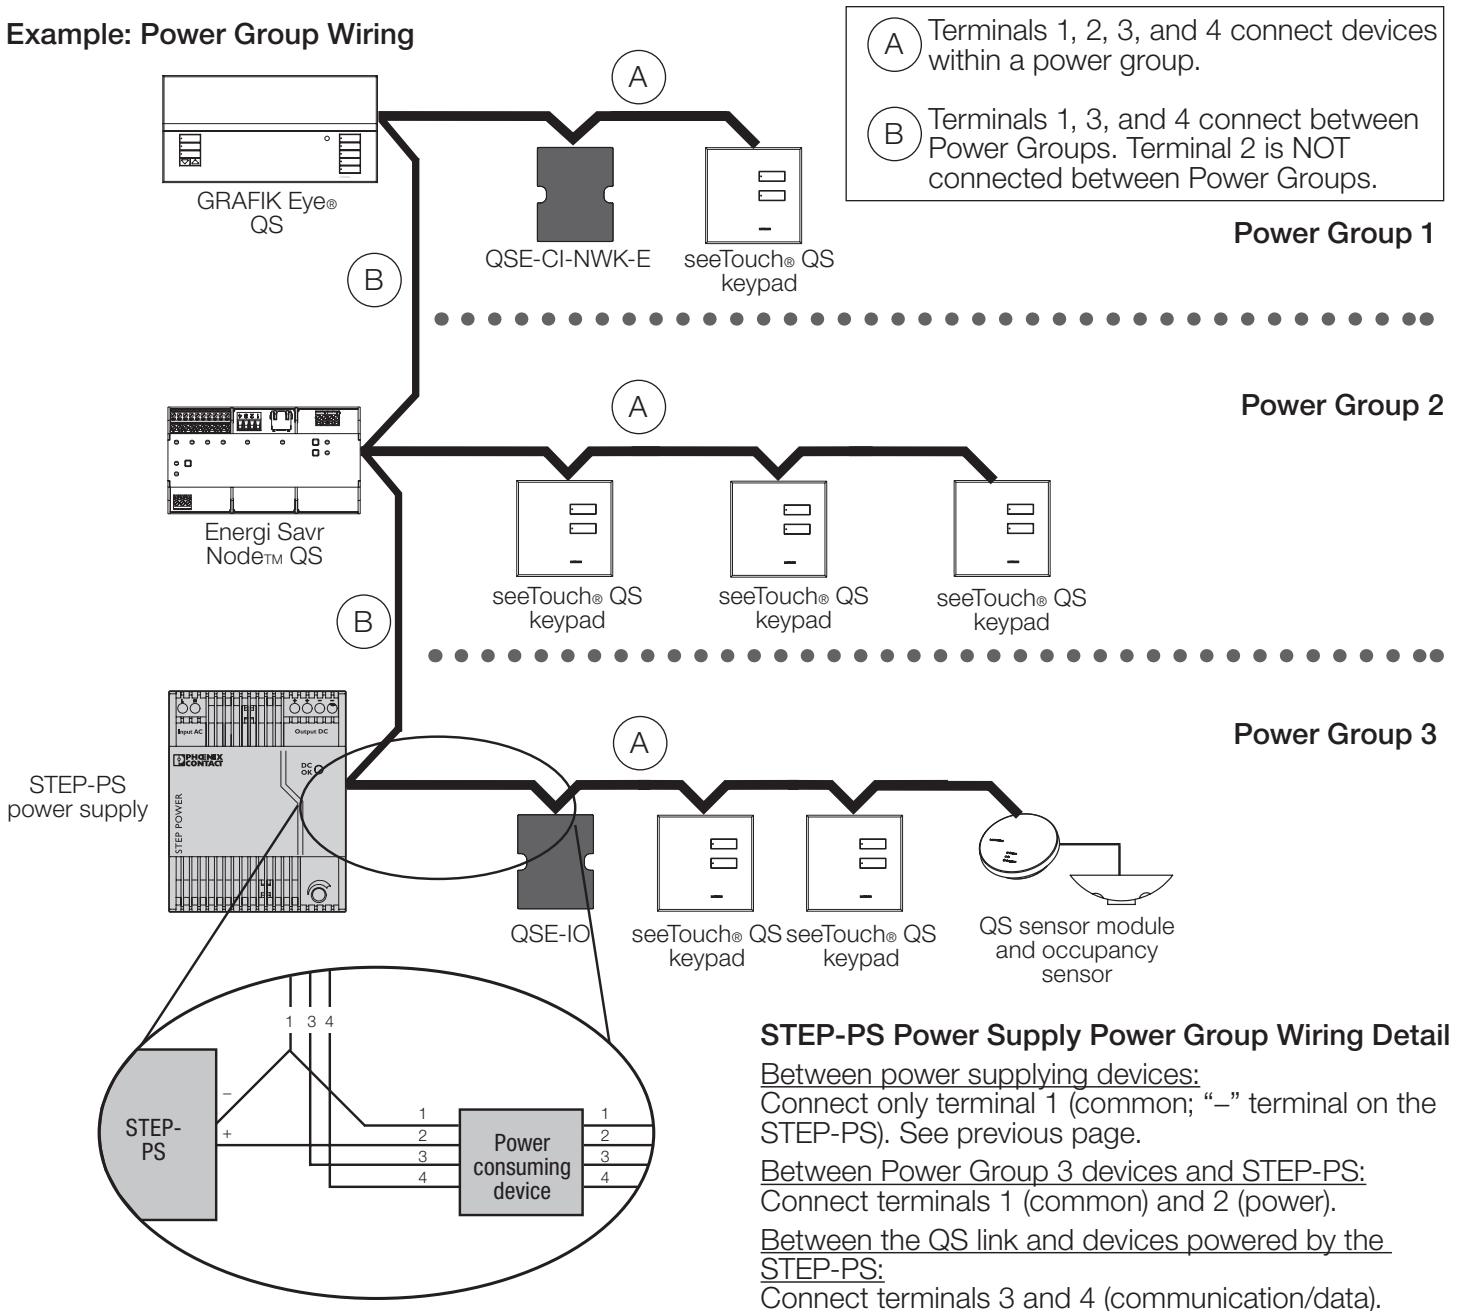 Example: Power Group Wiring
A Terminals 1, 2, 3, and 4 connect devices
within a power group.
B Terminals 1, 3, and 4 connect between
Power Groups. Terminal 2 is NOT
connected between Power Groups.
A
GRAFIK Eye®
QS
QSE-CI-NWK-E
seeTouch® QS
keypad
Power Group 1
B
A
Power Group 2
Energi Savr
Node™ QS
seeTouch® QS
keypad
seeTouch® QS
keypad
seeTouch® QS
keypad
B
Power Group 3
A
STEP-PS
power supply
Input AC
Output DC
PHŒNIX
CONTACT
DC
OK
STEP POWER
QSE-IO
seeTouch® QS
keypad
seeTouch® QS
keypad
QS sensor module
and occupancy
sensor
1 3 4
STEP-
PS
–
+
1
2
3
4
Power
consuming
device
1
2
3
4
STEP-PS Power Supply Power Group Wiring Detail
Between power supplying devices:
Connect only terminal 1 (common; “–” terminal on the
STEP-PS). See previous page.
Between Power Group 3 devices and STEP-PS:
Connect terminals 1 (common) and 2 (power).
Between the QS link and devices powered by the
STEP-PS:
Connect terminals 3 and 4 (communication/data).